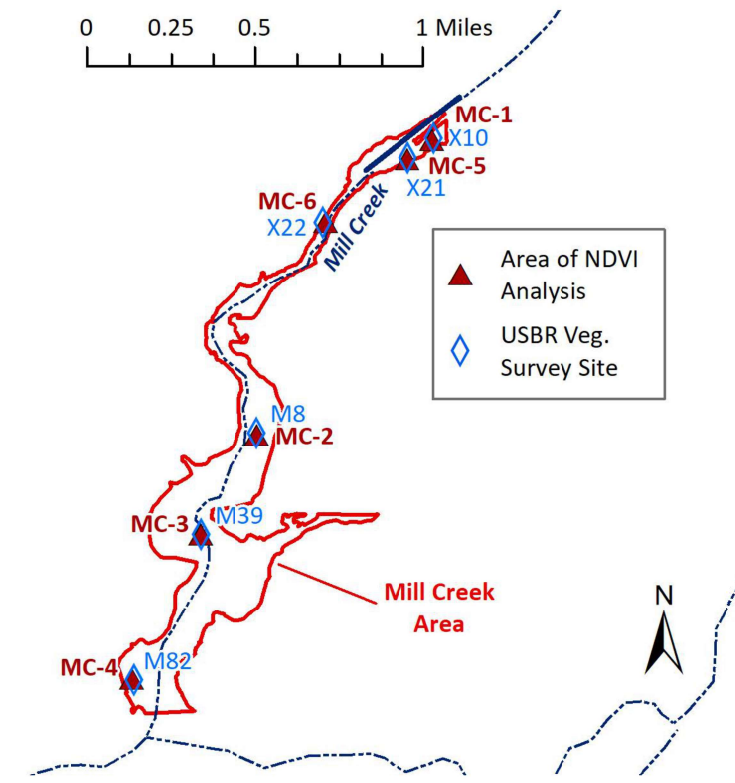 0 0.25 0.5 1 Miles
MC-1
X10
MC-5
X21
MC-6
X22
Mill Creek
Area of NDVI
Analysis
USBR Veg.
Survey Site
M8
MC-2
M39
MC-3
Mill Creek
Area
N
M82
MC-4